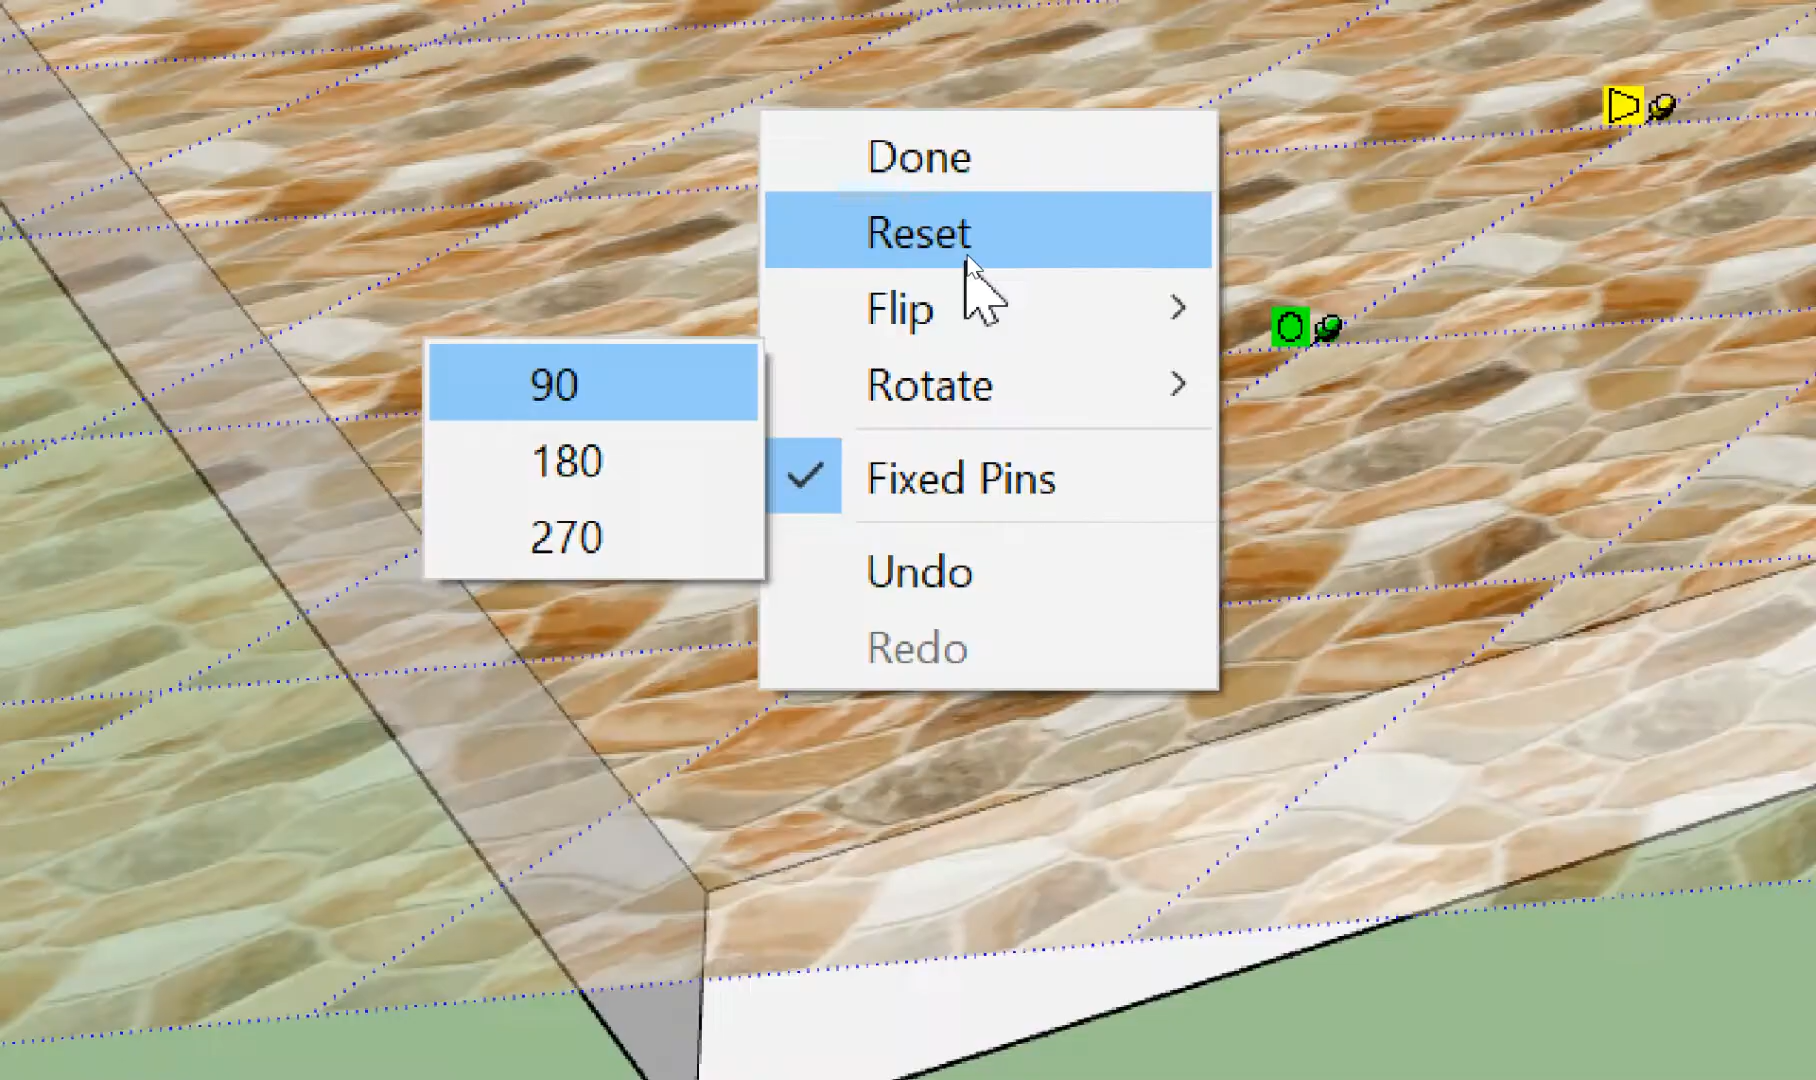 Done
Reset
Flip
Rotate
90
180
270
Fixed Pins
Undo
Redo